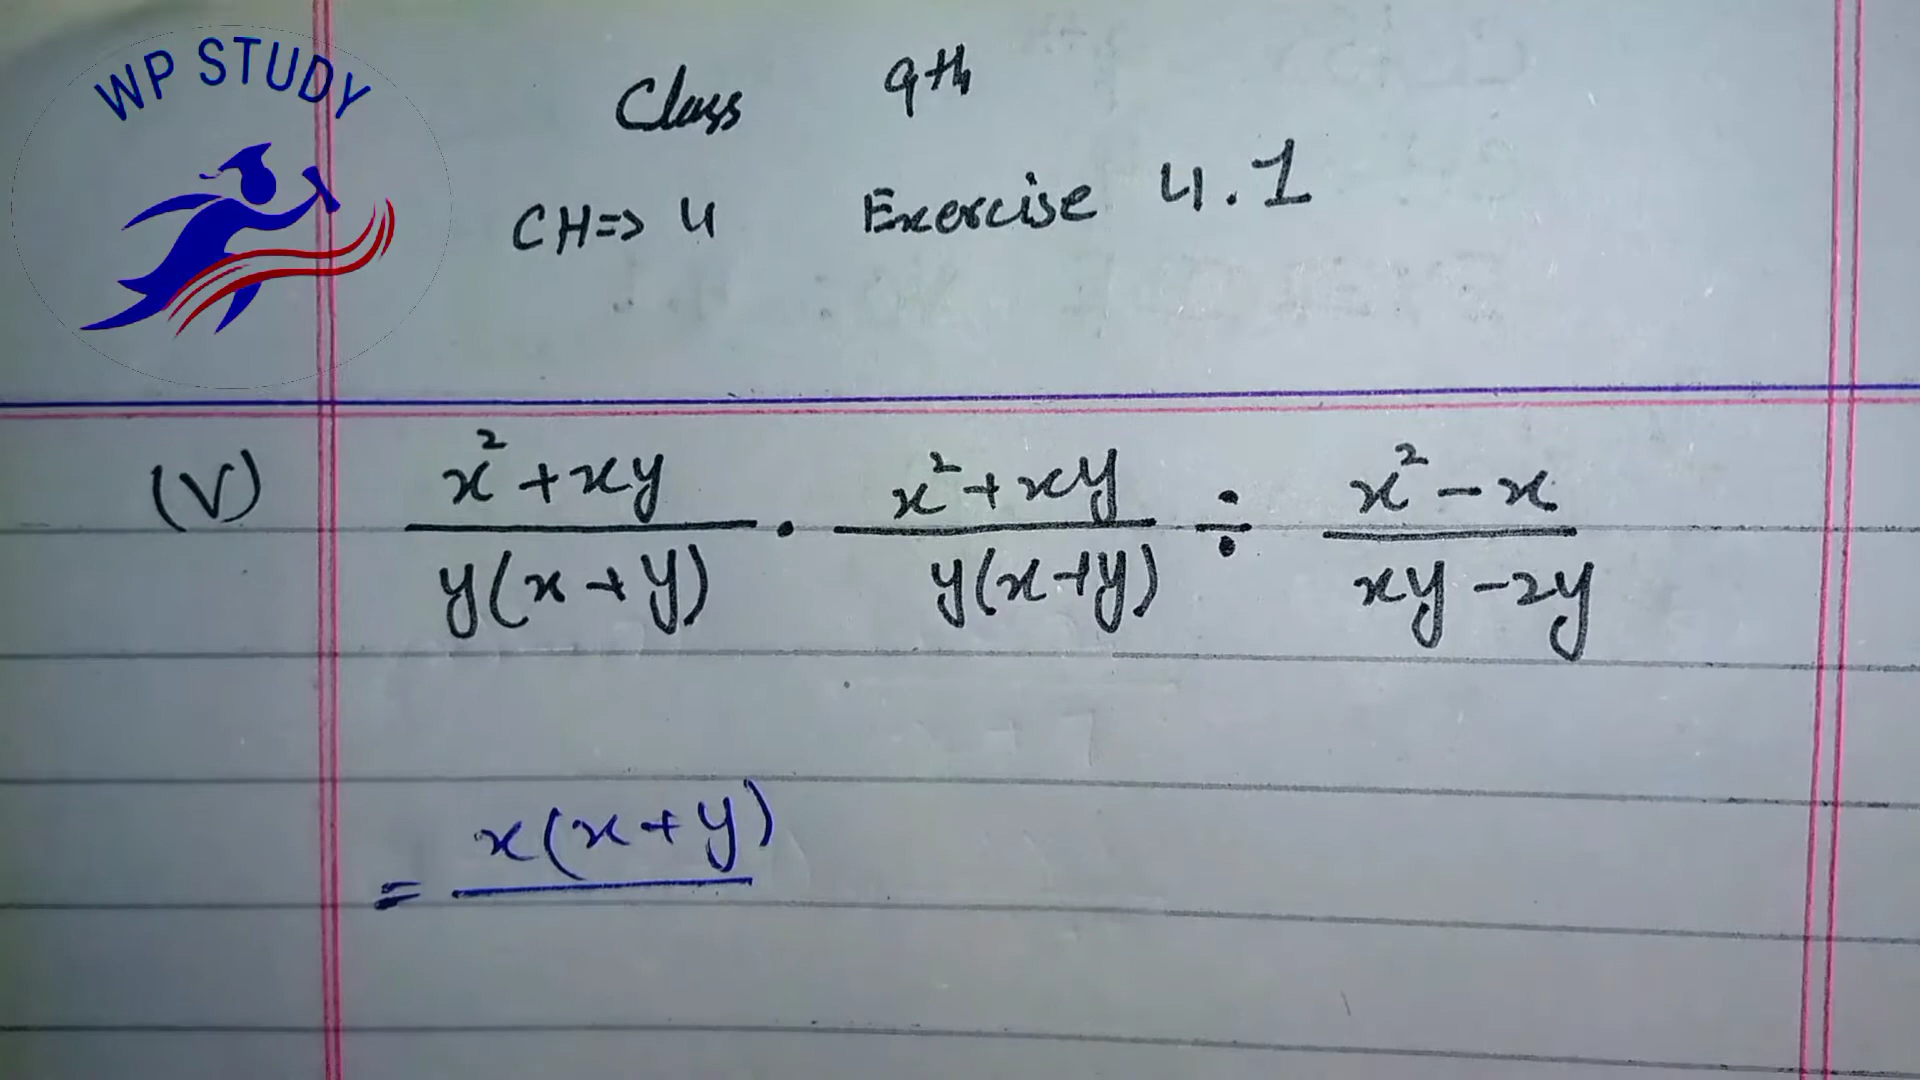 WP STUDY
Class 9th
CH=> 4 Exercise 4.1
(V) x²+xy / y(x+y) · x²+xy / y(x+y) ÷ x²-x / xy-2y
= x(x+y)